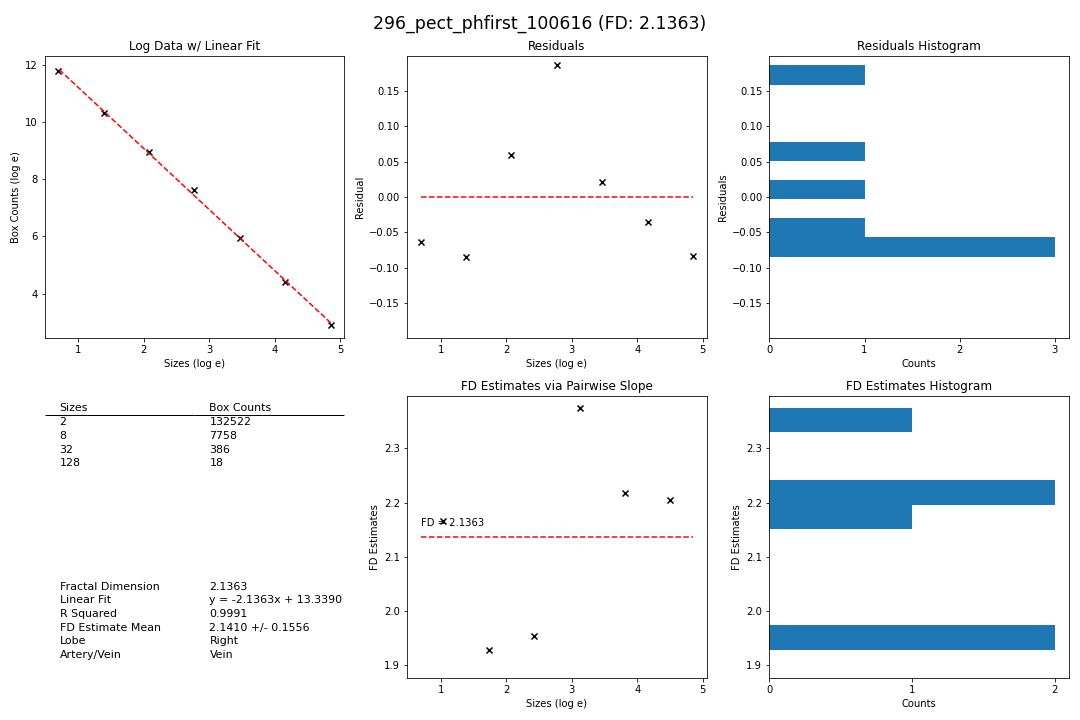 296_pect_phfirst_100616 (FD: 2.1363)
Log Data w/ Linear Fit
Box Counts (log e)
12
10
8
6
4
1 2 3 4 5
Sizes (log e)
Residuals
Residual
0.15
0.10
0.05
0.00
−0.05
−0.10
−0.15
1 2 3 4 5
Sizes (log e)
Residuals Histogram
Residuals
0.15
0.10
0.05
0.00
−0.05
−0.10
−0.15
0 1 2 3
Counts
Sizes Box Counts
2 132522
8 7758
32 386
128 18
Fractal Dimension 2.1363
Linear Fit y = -2.1363x + 13.3390
R Squared 0.9991
FD Estimate Mean 2.1410 +/- 0.1556
Lobe Right
Artery/Vein Vein
FD Estimates via Pairwise Slope
FD Estimates
2.3
2.2
2.1
2.0
1.9
FD = 2.1363
1 2 3 4 5
Sizes (log e)
FD Estimates Histogram
FD Estimates
2.3
2.2
2.1
2.0
1.9
0 1 2
Counts